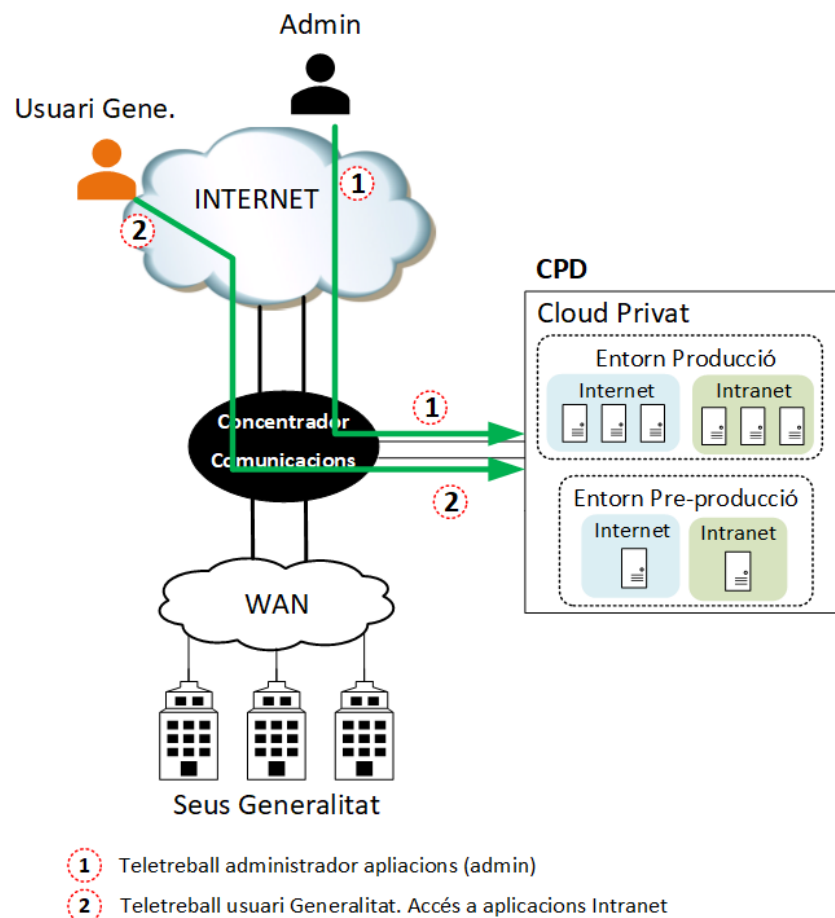 Admin
Usuari Gene.
1
INTERNET
2
CPD
Cloud Privat
Entorn Producció
Internet
Intranet
1
Concentrador
Comunicacions
2
Entorn Pre-producció
Internet
Intranet
WAN
Seus Generalitat
1 Teletreball administrador apliacions (admin)
2 Teletreball usuari Generalitat. Accés a aplicacions Intranet